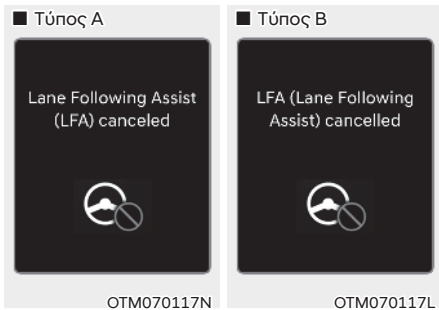 ■ Τύπος A
Lane Following Assist
(LFA) canceled
OTM070117N
■ Τύπος B
LFA (Lane Following
Assist) cancelled
OTM070117L